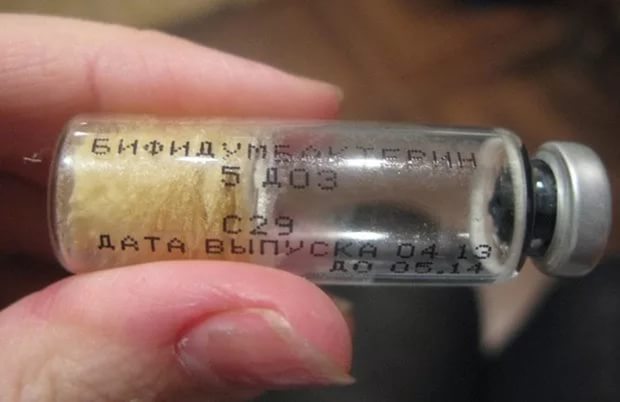 БИФИДУМБАКТЕРИН
5 ДОЗ
С29
ДАТА ВЫПУСКА 04 13
ДО 05.14